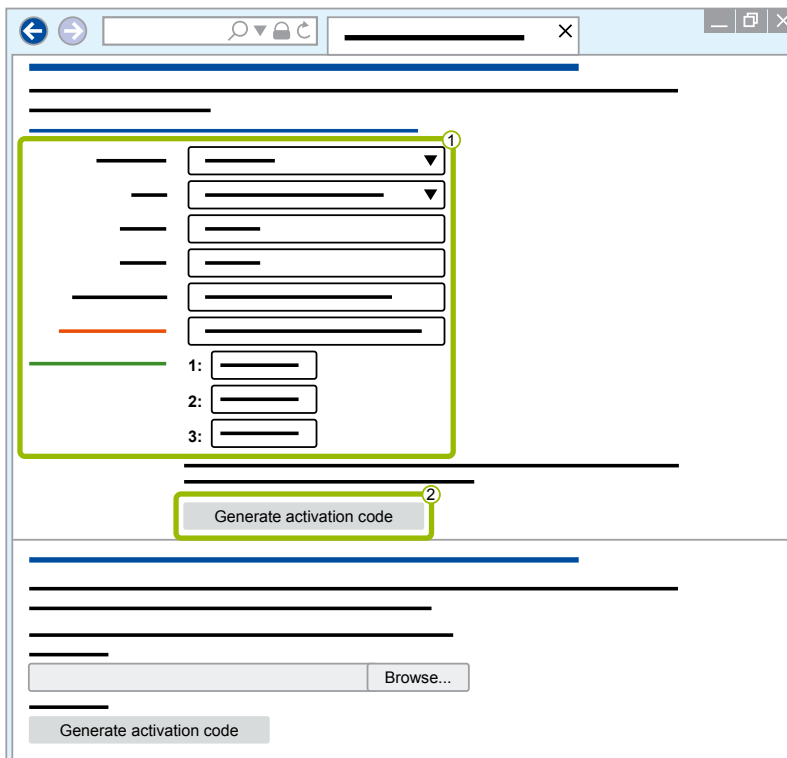 1
1:
2:
3:
2
Generate activation code
Browse...
Generate activation code